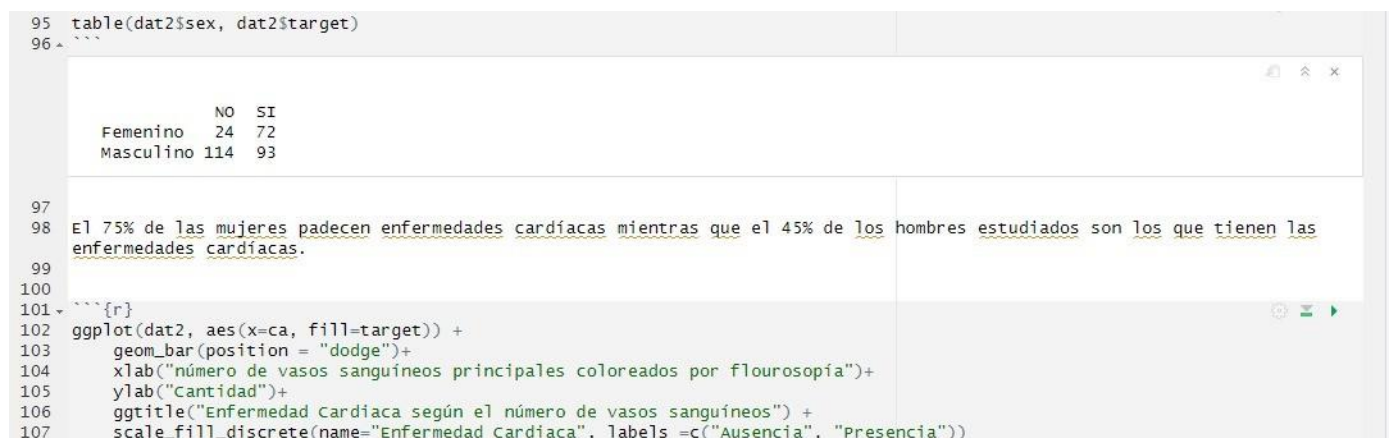 95 table(dat2$sex, dat2$target)
96 ```
NO SI
Femenino 24 72
Masculino 114 93
97
98 El 75% de las mujeres padecen enfermedades cardíacas mientras que el 45% de los hombres estudiados son los que tienen las
enfermedades cardíacas.
99
100
101 ```{r}
102 ggplot(dat2, aes(x=ca, fill=target)) +
103 geom_bar(position = "dodge")+
104 xlab("número de vasos sanguíneos principales coloreados por flourosopía")+
105 ylab("Cantidad")+
106 ggtitle("Enfermedad Cardiaca según el número de vasos sanguíneos") +
107 scale_fill_discrete(name="Enfermedad Cardiaca", labels =c("Ausencia", "Presencia"))